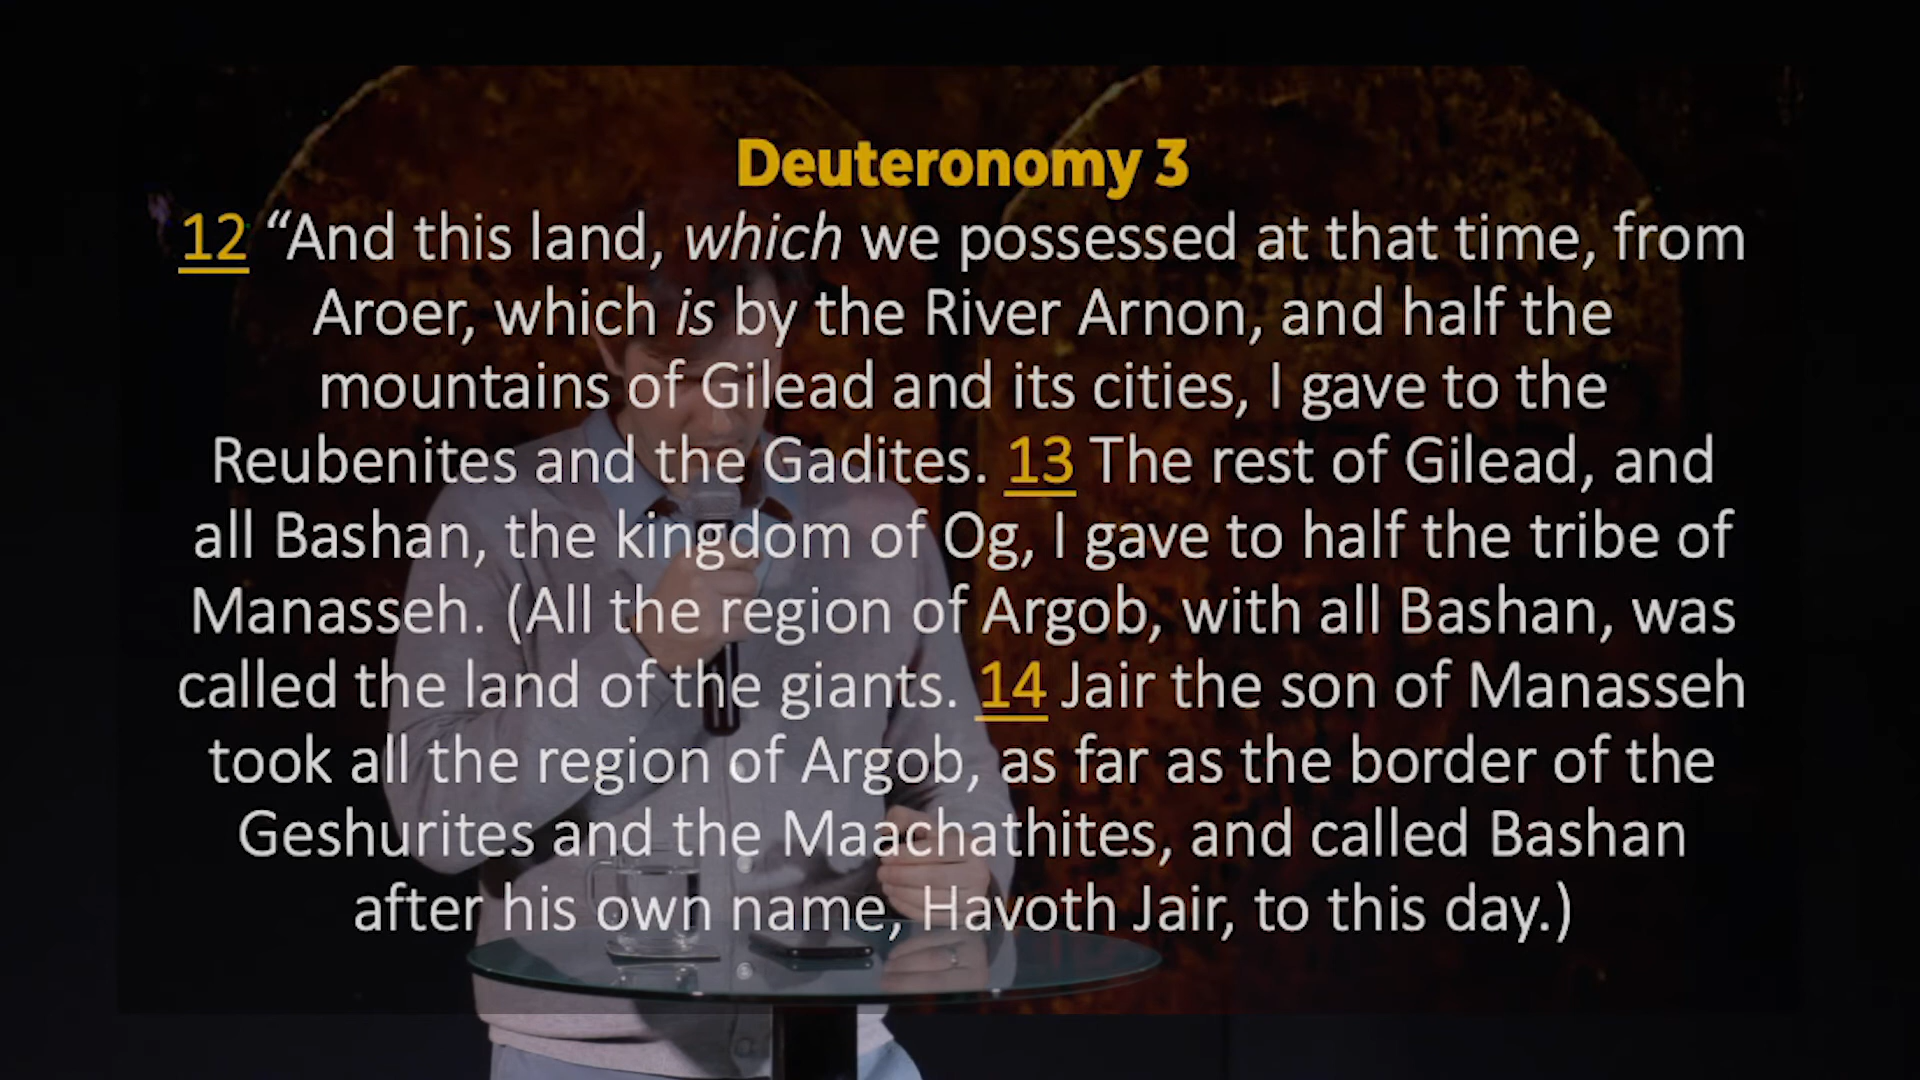 Deuteronomy 3
12 “And this land, which we possessed at that time, from
Aroer, which is by the River Arnon, and half the
mountains of Gilead and its cities, I gave to the
Reubenites and the Gadites. 13 The rest of Gilead, and
all Bashan, the kingdom of Og, I gave to half the tribe of
Manasseh. (All the region of Argob, with all Bashan, was
called the land of the giants. 14 Jair the son of Manasseh
took all the region of Argob, as far as the border of the
Geshurites and the Maachathites, and called Bashan
after his own name, Havoth Jair, to this day.)